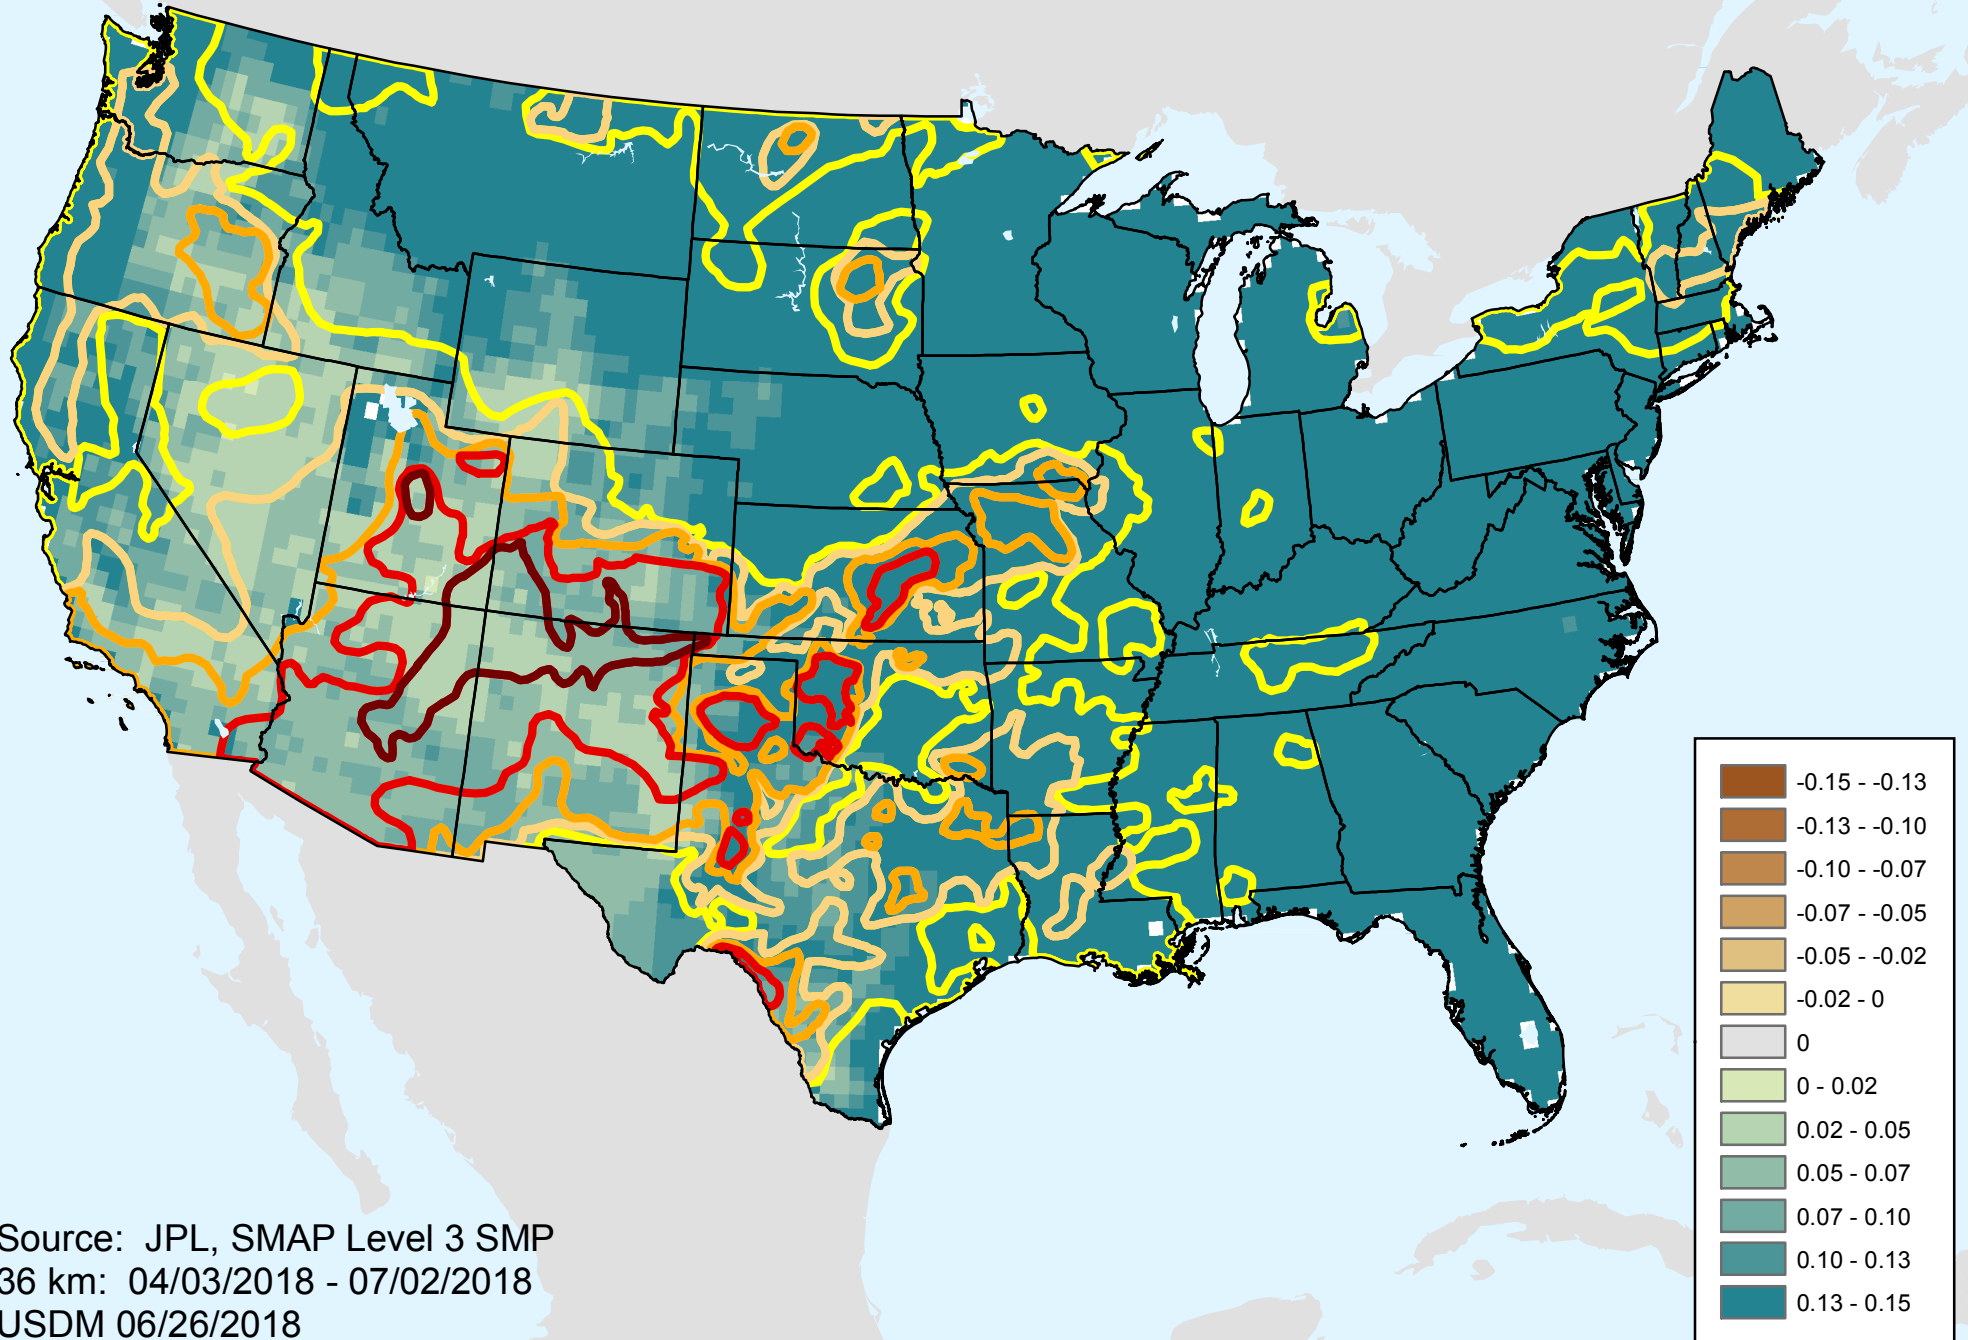 -0.15 - -0.13
-0.13 - -0.10
-0.10 - -0.07
-0.07 - -0.05
-0.05 - -0.02
-0.02 - 0
0
0 - 0.02
0.02 - 0.05
0.05 - 0.07
0.07 - 0.10
0.10 - 0.13
0.13 - 0.15
Source: JPL, SMAP Level 3 SMP
36 km: 04/03/2018 - 07/02/2018
USDM 06/26/2018